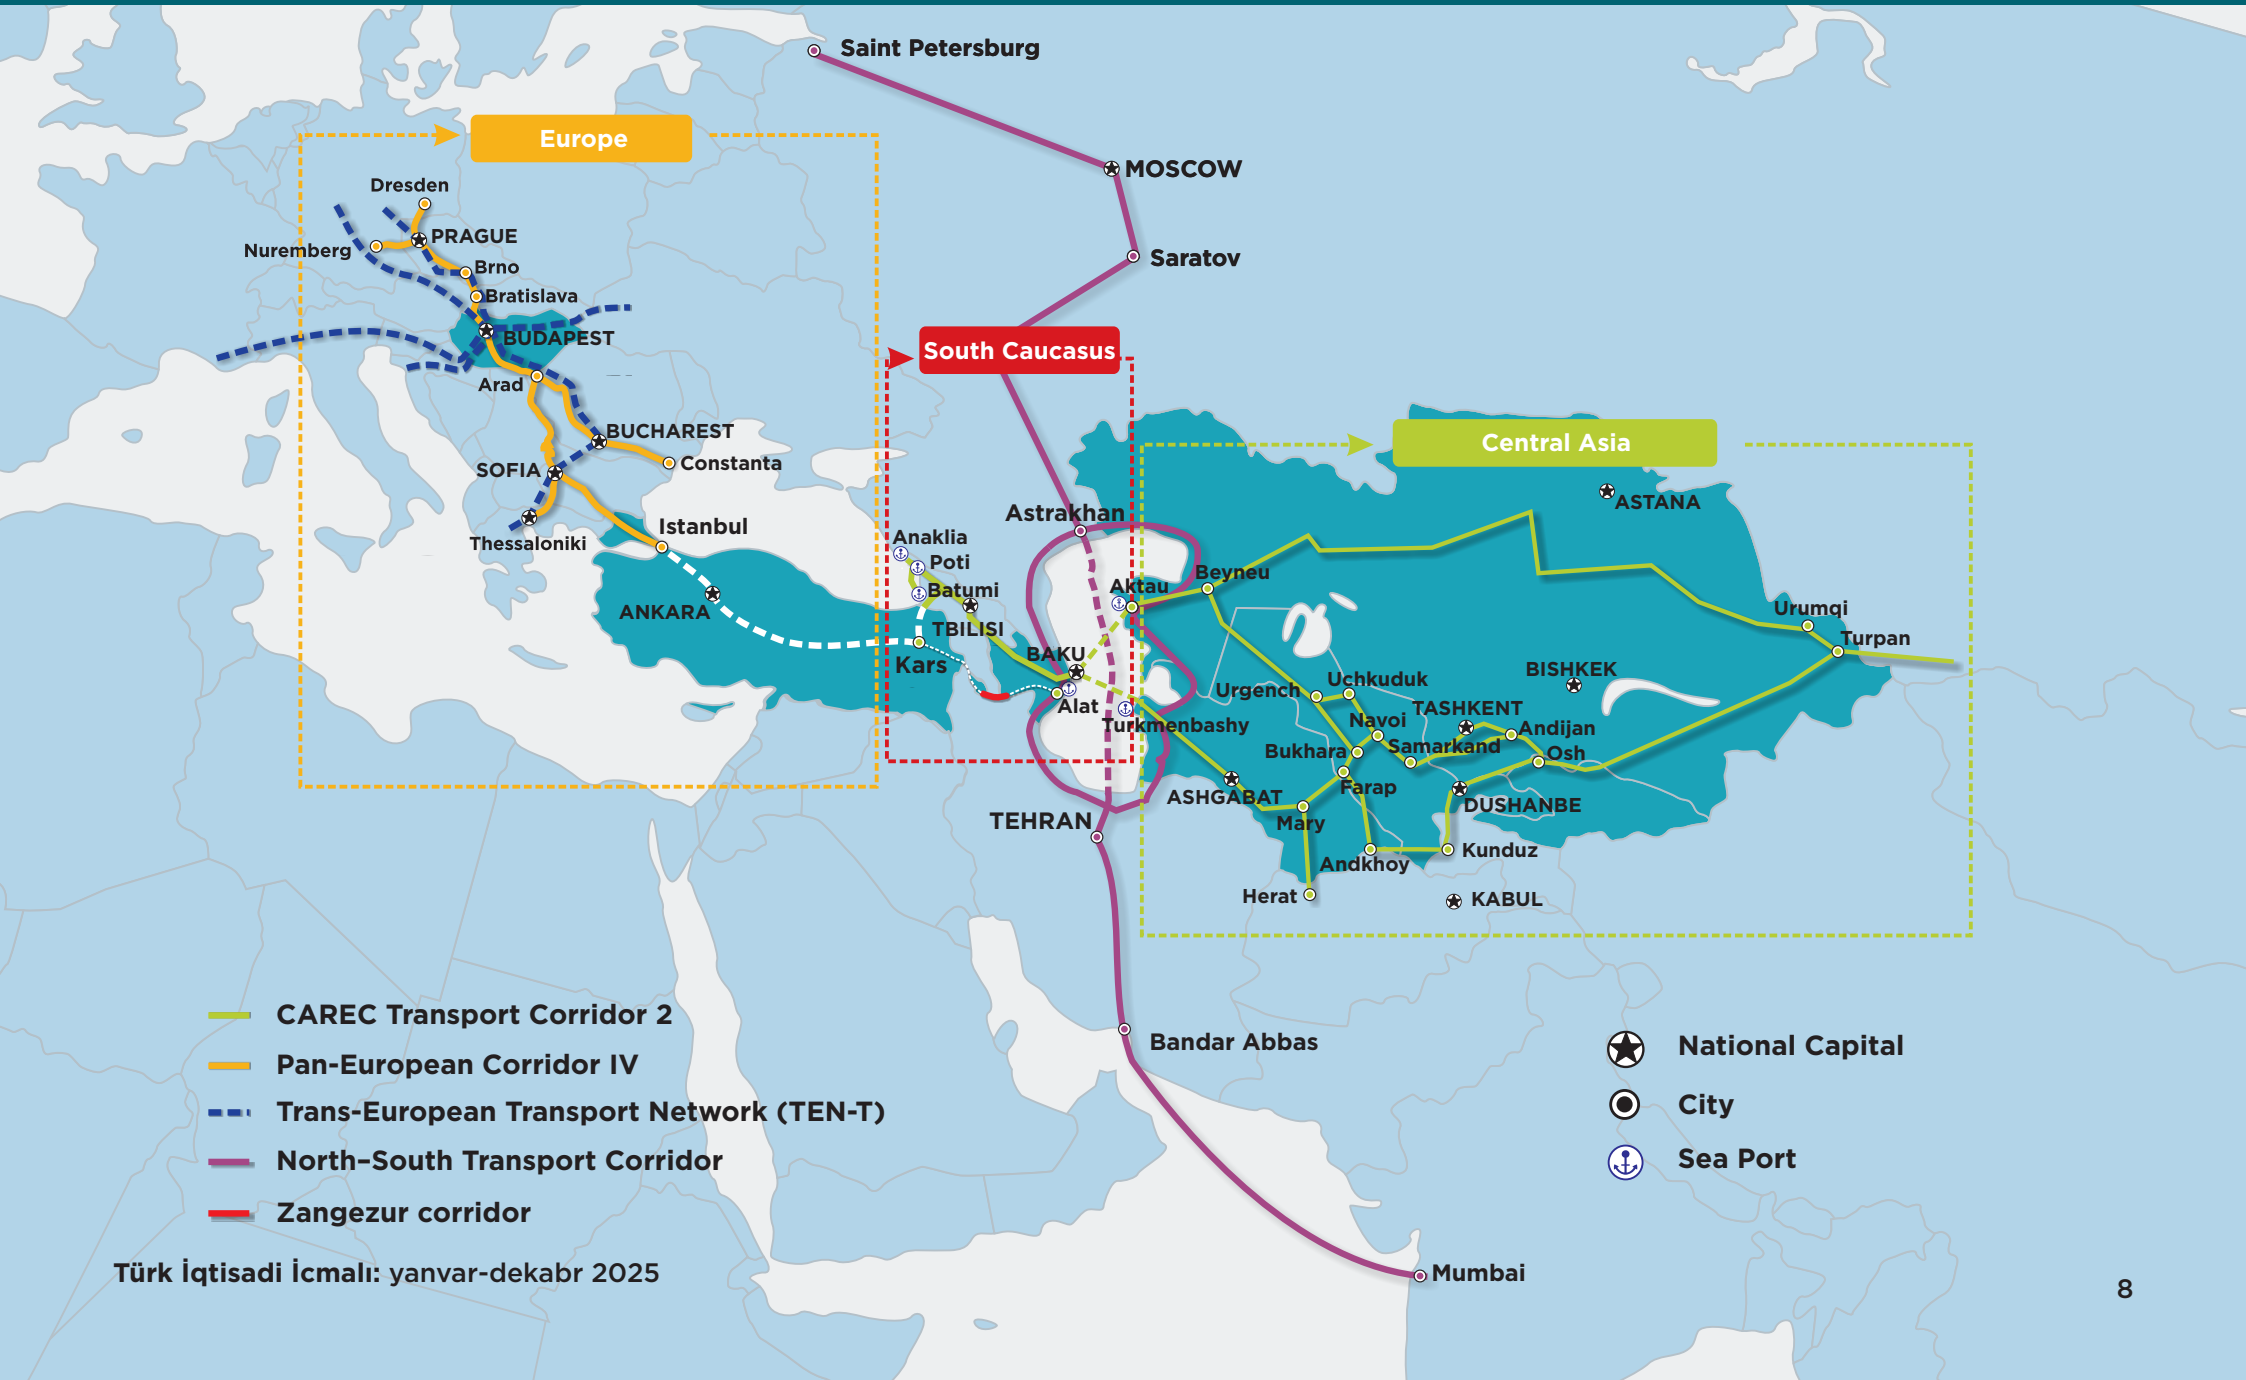 Saint Petersburg
Europe
MOSCOW
Dresden
PRAGUE
Nuremberg
Saratov
Brno
Bratislava
BUDAPEST
South Caucasus
Arad
BUCHAREST
Central Asia
SOFIA
Constanta
ASTANA
Astrakhan
Istanbul
Thessaloniki
Anaklia
Poti
Beyneu
Aktau
Batumi
ANKARA
Urumqi
TBILISI
Turpan
BAKU
Kars
BISHKEK
Uchkuduk
Urgench
Alat
TASHKENT
Turkmenbashy
Navoi
Andijan
Samarkand
Bukhara
Osh
Farap
ASHGABAT
DUSHANBE
TEHRAN
Mary
Kunduz
Andkhoy
Herat
KABUL
CAREC Transport Corridor 2
Bandar Abbas
National Capital
Pan-European Corridor IV
City
Trans-European Transport Network (TEN-T)
North–South Transport Corridor
Sea Port
Zangezur corridor
Türk İqtisadi İcmalı: yanvar-dekabr 2025
Mumbai
8